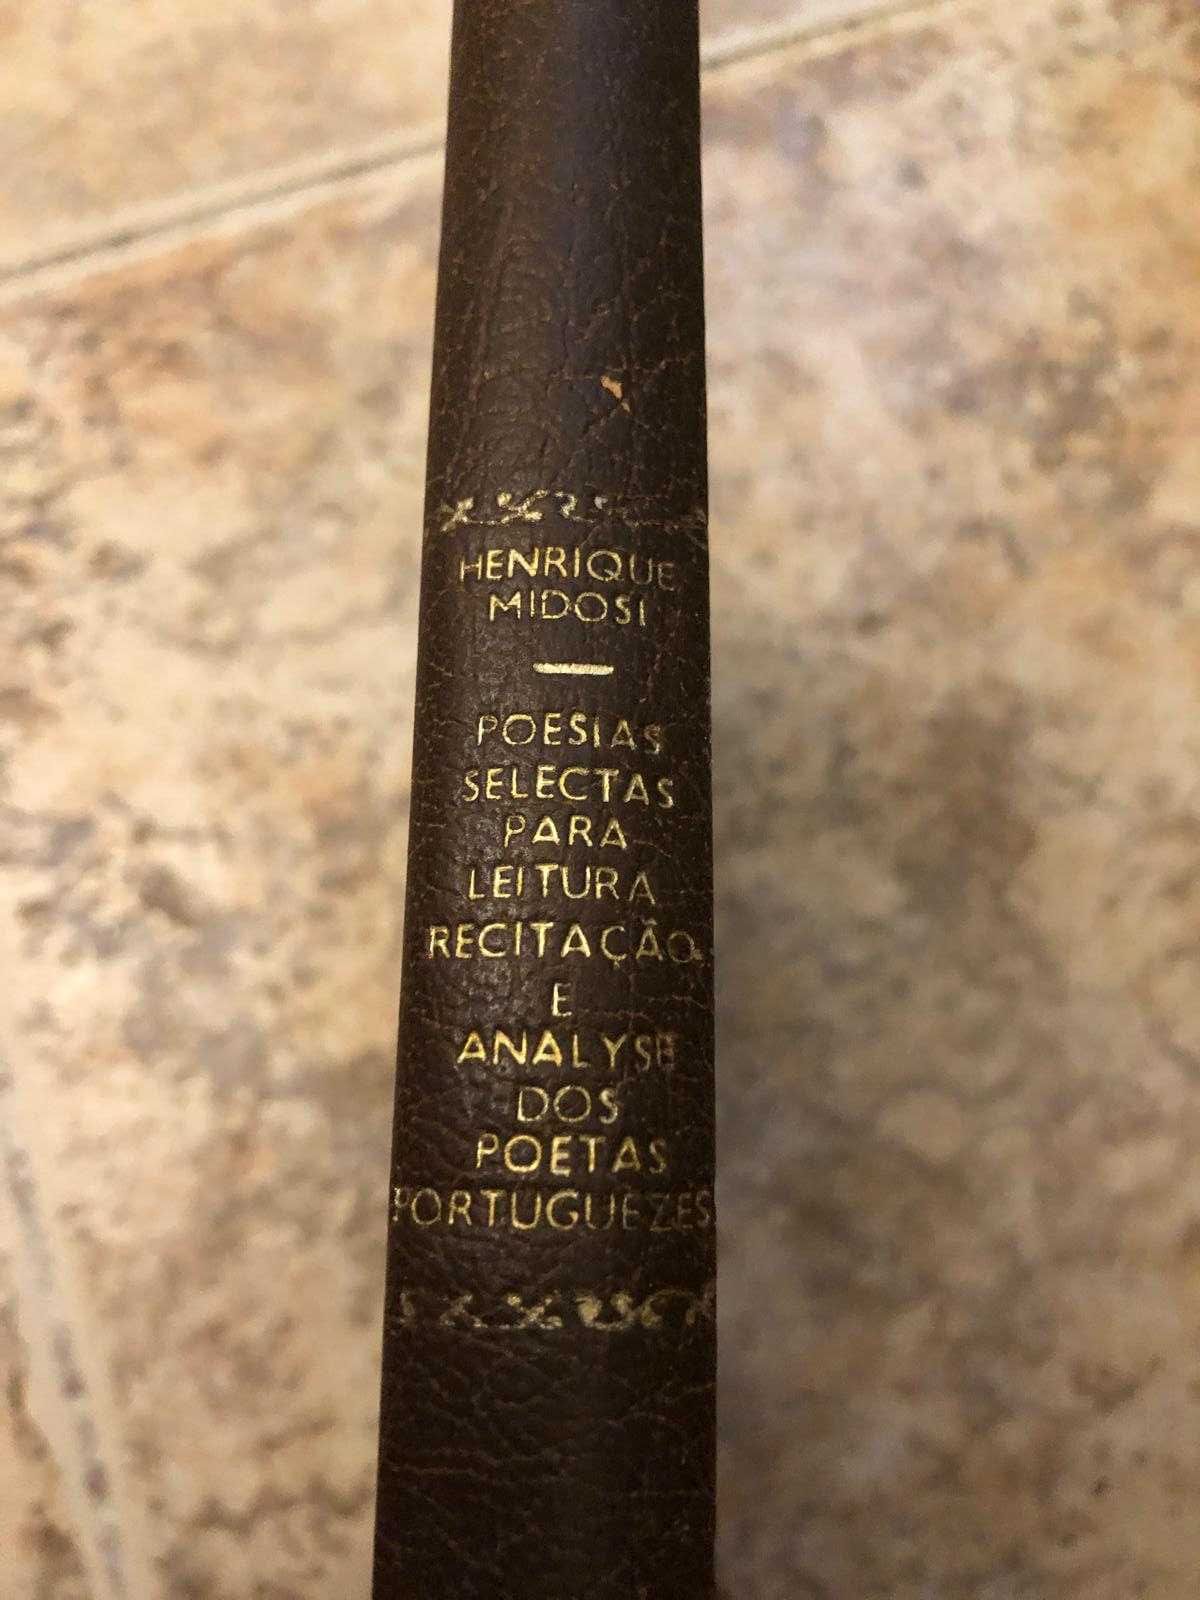 HENRIQUE
MIDOSI
POESIAS
SELECTAS
PARA
LEITURA
RECITAÇÃO
E
ANALYSE
DOS
POETAS
PORTUGUEZES